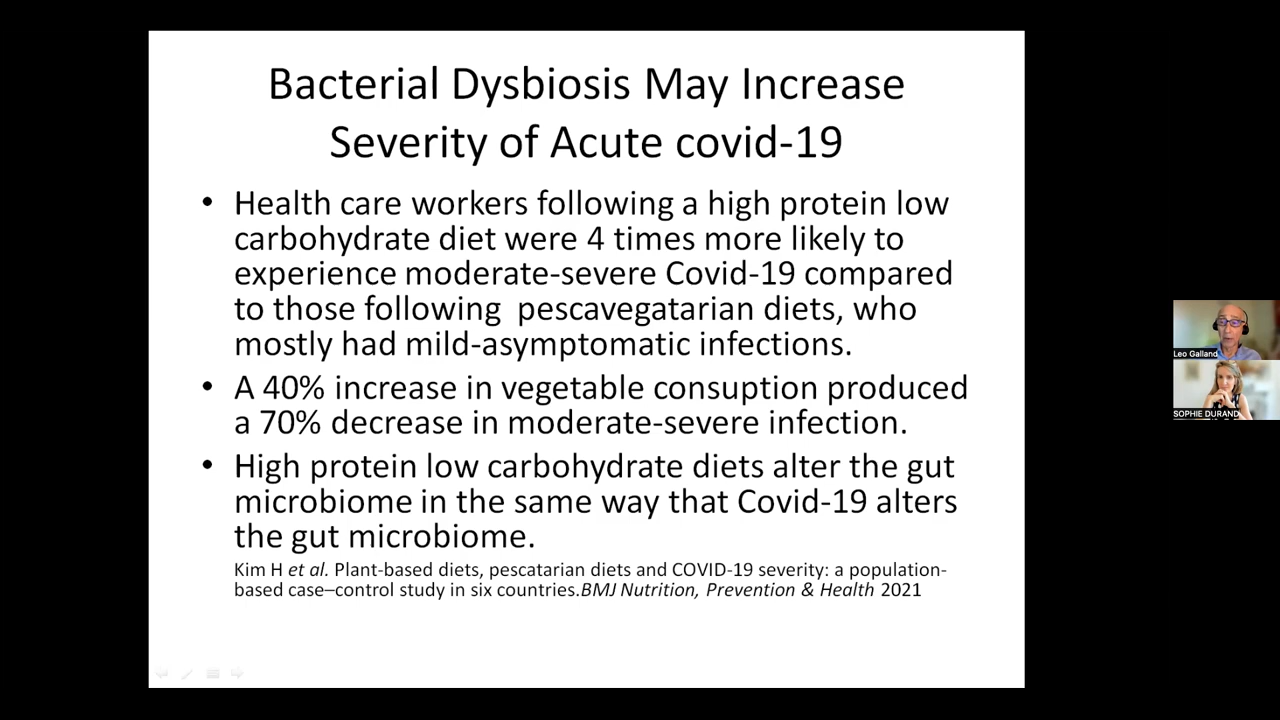 Bacterial Dysbiosis May Increase
Severity of Acute covid-19
• Health care workers following a high protein low
carbohydrate diet were 4 times more likely to
experience moderate-severe Covid-19 compared
to those following  pescavegatarian diets, who
mostly had mild-asymptomatic infections.
• A 40% increase in vegetable consuption produced
a 70% decrease in moderate-severe infection.
• High protein low carbohydrate diets alter the gut
microbiome in the same way that Covid-19 alters
the gut microbiome.
Kim H et al. Plant-based diets, pescatarian diets and COVID-19 severity: a population-
based case–control study in six countries.BMJ Nutrition, Prevention & Health 2021
Leo Galland
SOPHIE DURAND